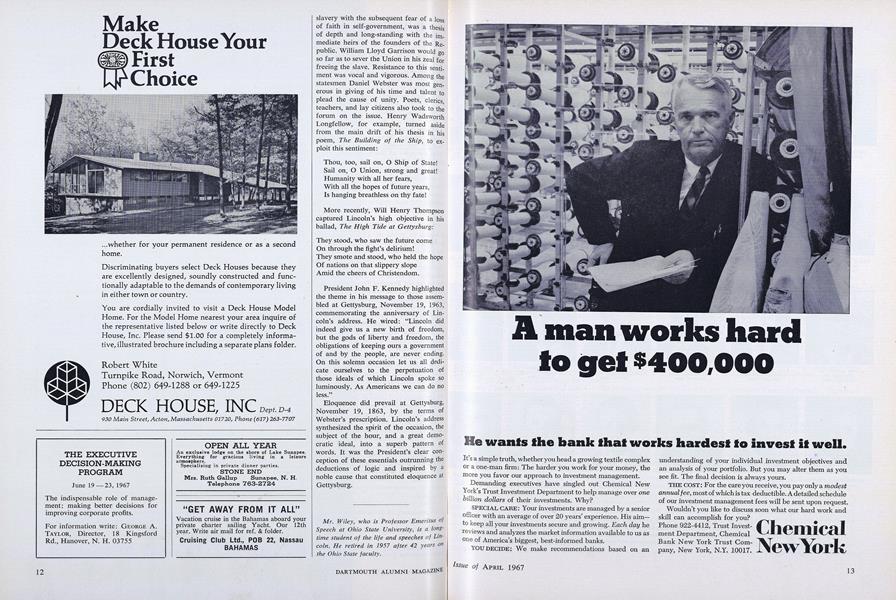 Make
Deck House Your
First
Choice
...whether for your permanent residence or as a second
home.
Discriminating buyers select Deck Houses because they
are excellently designed, soundly constructed and func-
tionally adaptable to the demands of contemporary living
in either town or country.
You are cordially invited to visit a Deck House Model
Home. For the Model Home nearest your area inquire of
the representative listed below or write directly to Deck
House, Inc. Please send $1.00 for a completely informa-
tive, illustrated brochure including a separate plans folder.
Robert White
Turnpike Road, Norwich, Vermont
Phone (802) 649-1288 or 649-1225
DECK HOUSE, INC Dept. D-4
930 Main Street, Acton, Massachusetts 01720, Phone (617) 263-7707
THE EXECUTIVE
DECISION-MAKING
PROGRAM
June 19 — 23, 1967
The indispensable role of manage-
ment: making better decisions for
improving corporate profits.
For information write: GEORGE A.
TAYLOR, Director, 18 Kingsford
Rd., Hanover, N. H. 03755
OPEN ALL YEAR
An exclusive lodge on the shore of Lake Sunapee.
Everything for gracious living in a leisure
atmosphere.
Specializing in private dinner parties.
STONE END
Mrs. Ruth Gallup Sunapee, N. H.
Telephone 763-2724
"GET AWAY FROM IT ALL"
Vacation cruise in the Bahamas aboard your
private charter sailing Yacht. Our 12th
year. Write air mail for ref. & folder.
Cruising Club Ltd., POB 22, Nassau
BAHAMAS
slavery with the subsequent fear of a loss
of faith in self-government, was a thesis
of depth and long-standing with the im-
mediate heirs of the founders of the Re-
public. William Lloyd Garrison would go
so far as to sever the Union in his zeal for
freeing the slave. Resistance to this senti-
ment was vocal and vigorous. Among the
statesmen Daniel Webster was most gen-
erous in giving of his time and talent to
plead the cause of unity. Poets, clerics,
teachers, and lay citizens also took to the
forum on the issue. Henry Wadsworth
Longfellow, for example, turned aside
from the main drift of his thesis in his
poem, The Building of the Ship, to ex-
ploit this sentiment:
Thou, too, sail on, O Ship of State!
Sail on, O Union, strong and great!
Humanity with all her fears,
With all the hopes of future years,
Is hanging breathless on thy fate!
More recently, Will Henry Thompson
captured Lincoln's high objective in his
ballad, The High Tide at Gettysburg:
They stood, who saw the future come
On through the fight's delirium!
They smote and stood, who held the hope
Of nations on that slippery slope
Amid the cheers of Christendom.
President John F. Kennedy highlighted
the theme in his message to those assem-
bled at Gettysburg, November 19, 1963,
commemorating the anniversary of Lin-
coln's address. He wired: "Lincoln did
indeed give us a new birth of freedom,
but the gods of liberty and freedom, the
obligations of keeping ours a government
of and by the people, are never ending.
On this solemn occasion let us all dedi-
cate ourselves to the perpetuation of
those ideals of which Lincoln spoke so
luminously. As Americans we can do no
less."
Eloquence did prevail at Gettysburg,
November 19, 1863, by the terms of
Webster's prescription. Lincoln's address
synthesized the spirit of the occasion, the
subject of the hour, and a great demo-
cratic ideal, into a superb pattern of
words. It was the President's clear con-
ception of these essentials outrunning the
deductions of logic and inspired by a
noble cause that constituted eloquence at
Gettysburg.
Mr. Wiley, who is Professor Emeritus of
Speech at Ohio State University, is a long-
time student of the life and speeches of Lin-
coln. He retired in 1957 after 42 years on
the Ohio State faculty.
12
DARTMOUTH ALUMNI MAGAZINE
A man works hard
to get $400,000
He wants the bank that works hardest to invest it well.
It's a simple truth, whether you head a growing textile complex
or a one-man firm: The harder you work for your money, the
more you favor our approach to investment management.
Demanding executives have singled out Chemical New
York's Trust Investment Department to help manage over one
billion dollars of their investments. Why?
SPECIAL CARE: Your investments are managed by a senior
officer with an average of over 20 years' experience. His aim—
to keep all your investments secure and growing. Each day he
reviews and analyzes the market information available to us as
one of America's biggest, best-informed banks.
YOU DECIDE: We make recommendations based on an
understanding of your individual investment objectives and
an analysis of your portfolio. But you may alter them as you
see fit. The final decision is always yours.
THE COST: For the care you receive, you pay only a modest
annual fee, most of which is tax deductible. A detailed schedule
of our investment management fees will be sent upon request.
Wouldn't you like to discuss soon what our hard work and
skill can accomplish for you?
Phone 922-4412, Trust Invest-
ment Department, Chemical
Bank New York Trust Com-
pany, New York, N.Y. 10017.
Chemical
New York
Issue of APRIL 1967
13